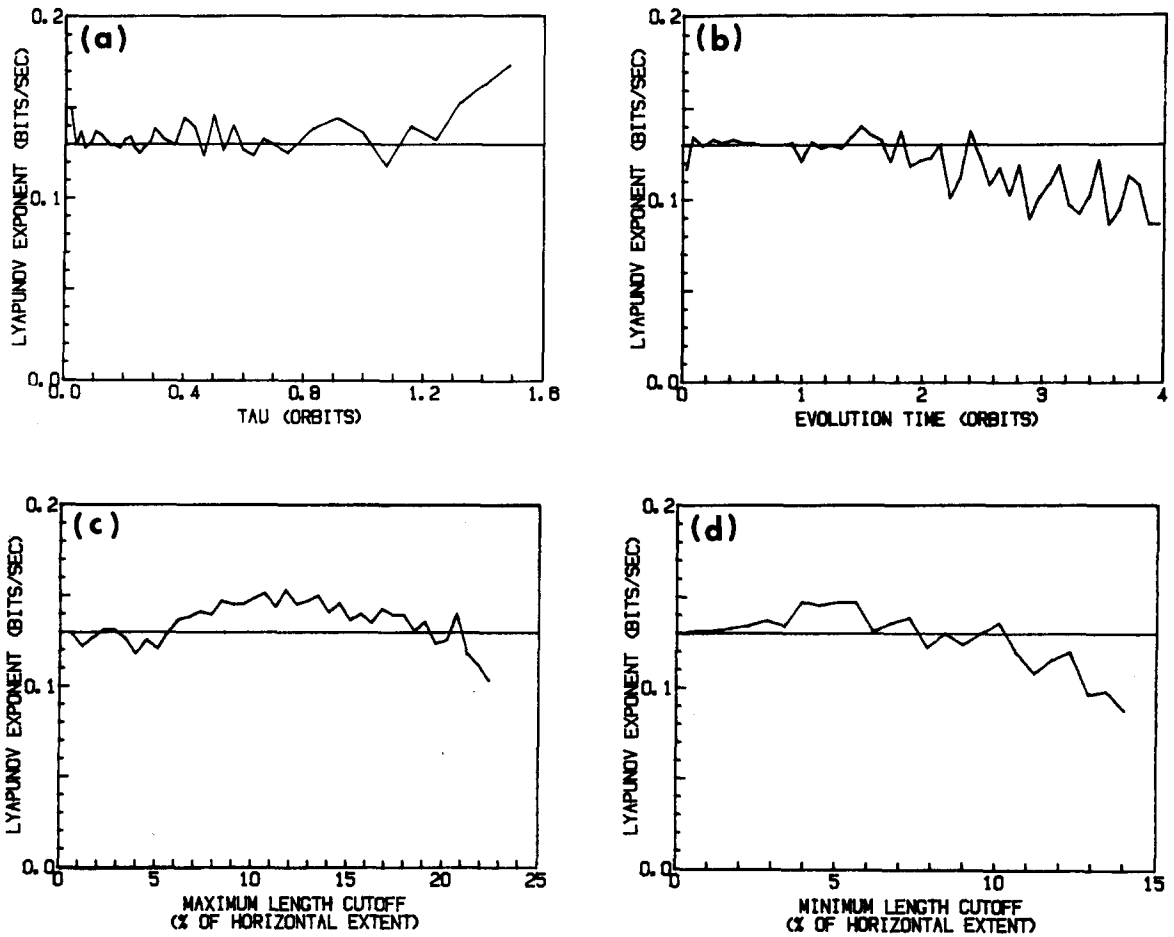 (a)
0.2
0.1
0.0
LYAPUNOV EXPONENT (BITS/SEC)
0.0 0.4 0.8 1.2 1.6
TAU (ORBITS)
(b)
0.2
0.1
0.0
LYAPUNOV EXPONENT (BITS/SEC)
0 1 2 3 4
EVOLUTION TIME (ORBITS)
(c)
0.2
0.1
0.0
LYAPUNOV EXPONENT (BITS/SEC)
0 5 10 15 20 25
MAXIMUM LENGTH CUTOFF
(% OF HORIZONTAL EXTENT)
(d)
0.2
0.1
0.0
LYAPUNOV EXPONENT (BITS/SEC)
0 5 10 15
MINIMUM LENGTH CUTOFF
(% OF HORIZONTAL EXTENT)